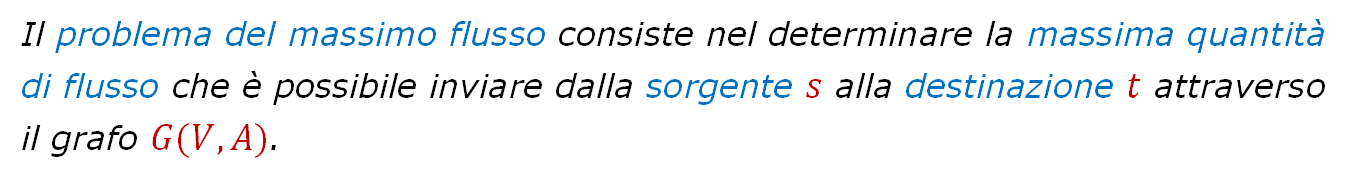 Il problema del massimo flusso consiste nel determinare la massima quantità
di flusso che è possibile inviare dalla sorgente s alla destinazione t attraverso
il grafo G(V,A).